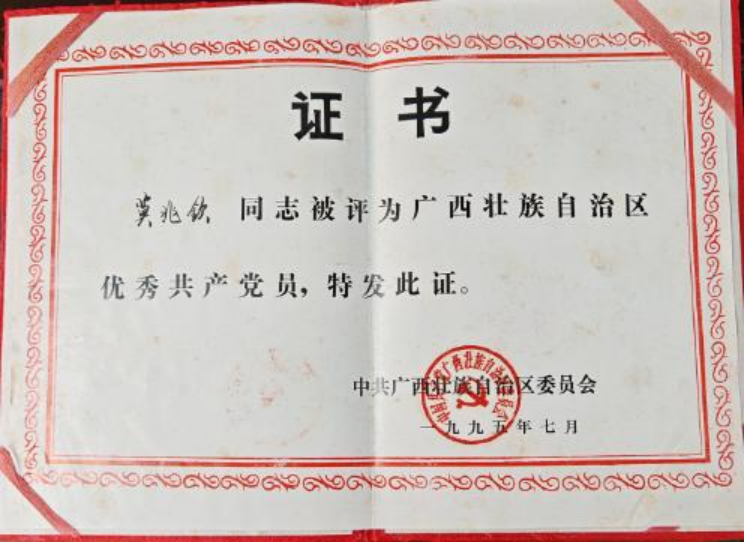 证书
莫兆钦 同志被评为广西壮族自治区
优秀共产党员，特发此证。
中共广西壮族自治区委员会
一九九五年七月